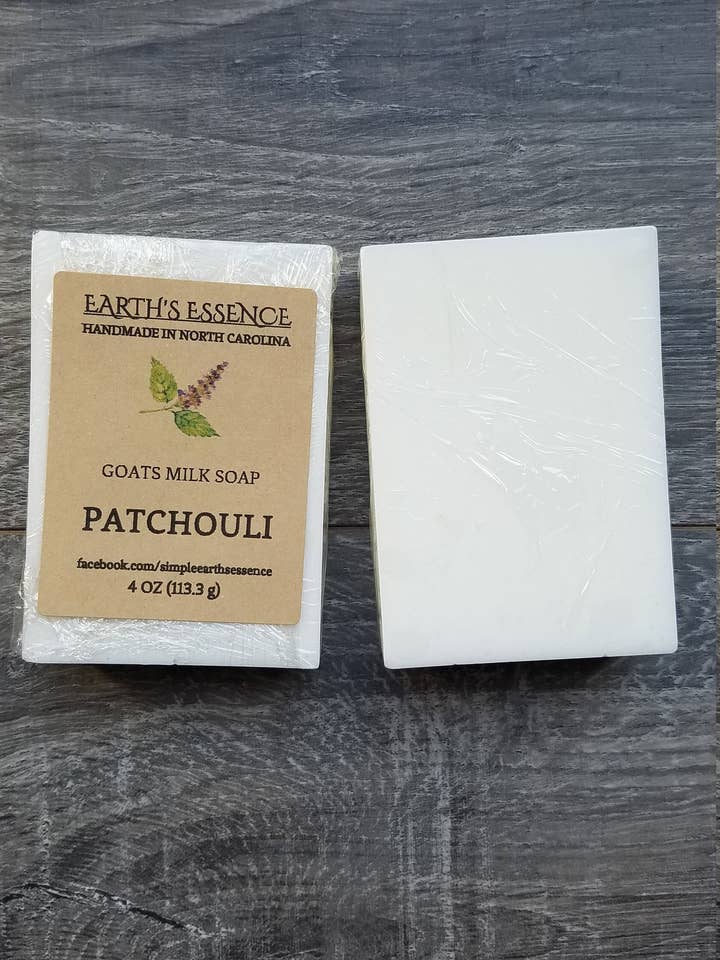 EARTH'S ESSENCE
HANDMADE IN NORTH CAROLINA
GOATS MILK SOAP
PATCHOULI
facebook.com/simpleearthsessence
4 OZ (113.3 g)